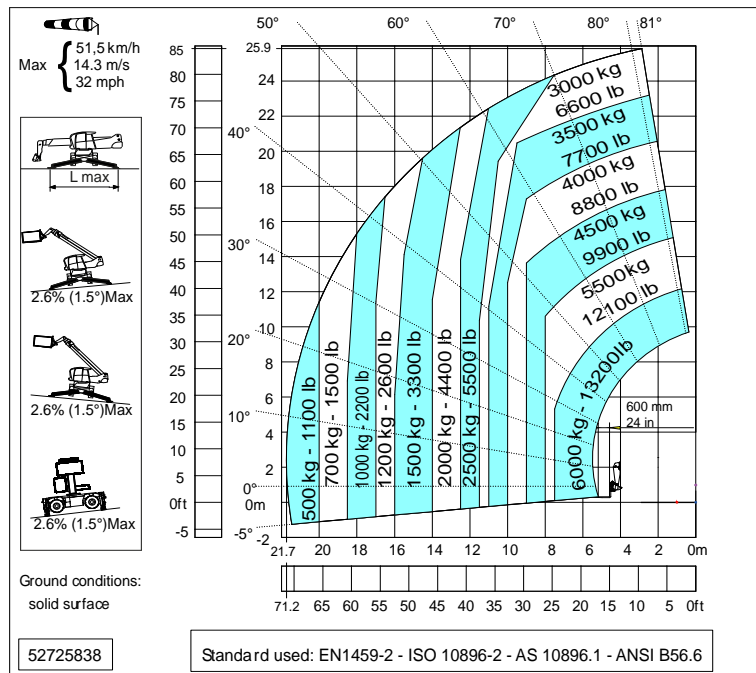 Max
51,5 km/h
14.3 m/s
32 mph
L max
2.6% (1.5°)Max
2.6% (1.5°)Max
2.6% (1.5°)Max
Ground conditions:
solid surface
52725838
85
80
75
70
65
60
55
50
45
40
35
30
25
20
15
10
5
0ft
-5
25.9
24
22
20
18
16
14
12
10
8
6
4
2
0m
-2
-5°
0°
10°
20°
30°
40°
50°
60°
70°
80°
81°
3000 kg
6600 lb
3500 kg
7700 lb
4000 kg
8800 lb
4500 kg
9900 lb
5500kg
12100 lb
6000 kg - 13200lb
500 kg - 1100 lb
700 kg - 1500 lb
1000 kg - 2200 lb
1200 kg - 2600 lb
1500 kg - 3300 lb
2000 kg - 4400 lb
2500 kg - 5500 lb
600 mm
24 in
21.7 20 18 16 14 12 10 8 6 4 2 0m
71.2 65 60 55 50 45 40 35 30 25 20 15 10 5 0ft
Standard used: EN1459-2 - ISO 10896-2 - AS 10896.1 - ANSI B56.6